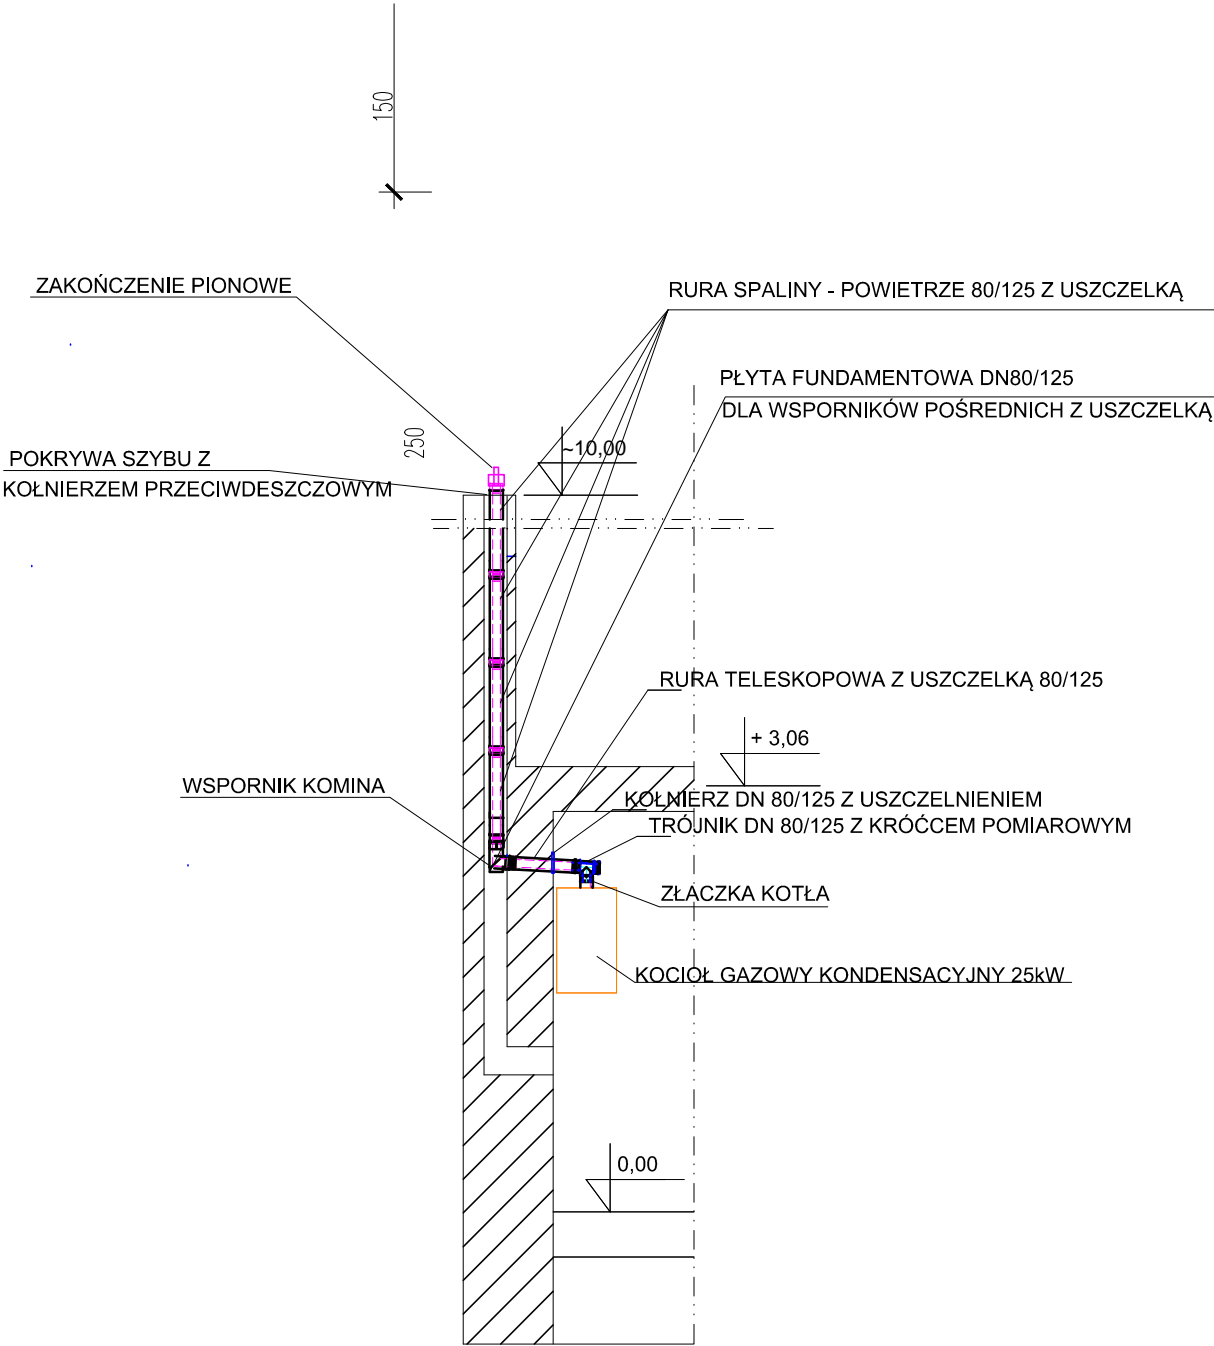 150
ZAKOŃCZENIE PIONOWE
RURA SPALINY - POWIETRZE 80/125 Z USZCZELKĄ
PŁYTA FUNDAMENTOWA DN80/125
DLA WSPORNIKÓW POŚREDNICH Z USZCZELKĄ
250
~10,00
POKRYWA SZYBU Z
KOŁNIERZEM PRZECIWDESZCZOWYM
RURA TELESKOPOWA Z USZCZELKĄ 80/125
+ 3,06
WSPORNIK KOMINA
KOŁNIERZ DN 80/125 Z USZCZELNIENIEM
TRÓJNIK DN 80/125 Z KRÓĆCEM POMIAROWYM
ZŁACZKA KOTŁA
KOCIOŁ GAZOWY KONDENSACYJNY 25kW
0,00